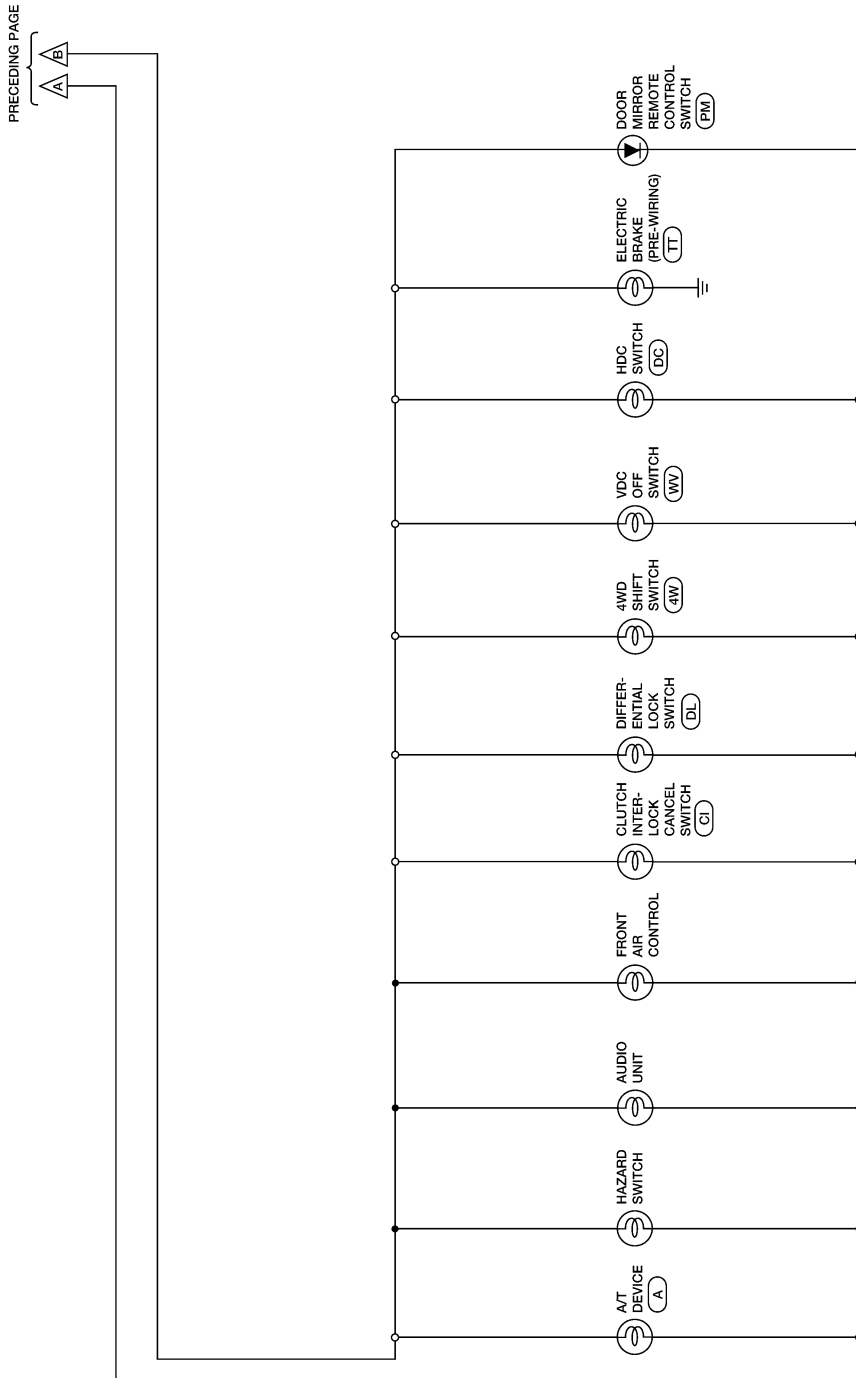 PRECEDING PAGE
B
A
DOOR
MIRROR
REMOTE
CONTROL
SWITCH
PM
ELECTRIC
BRAKE
(PRE-WIRING)
TT
HDC
SWITCH
DC
VDC
OFF
SWITCH
WV
4WD
SHIFT
SWITCH
4W
DIFFER-
ENTIAL
LOCK
SWITCH
DL
CLUTCH
INTER-
LOCK
CANCEL
SWITCH
CI
FRONT
AIR
CONTROL
AUDIO
UNIT
HAZARD
SWITCH
A/T
DEVICE
A